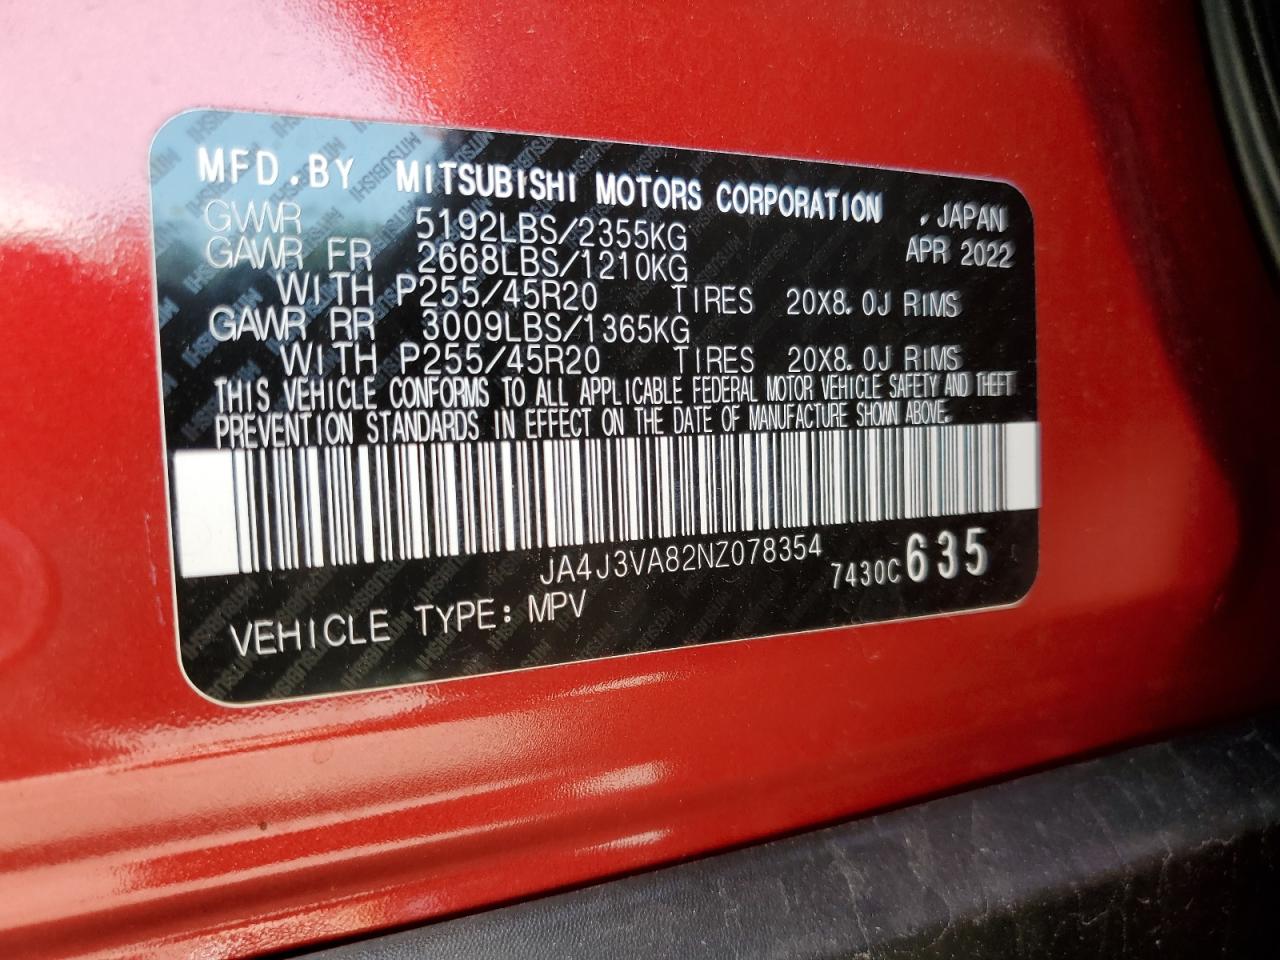 MFD.BY MITSUBISHI MOTORS CORPORATION , JAPAN
GVWR 5192LBS/2355KG APR 2022
GAWR FR 2668LBS/1210KG
WITH P255/45R20 TIRES 20X8.0J RIMS
GAWR RR 3009LBS/1365KG
WITH P255/45R20 TIRES 20X8.0J RIMS
THIS VEHICLE CONFORMS TO ALL APPLICABLE FEDERAL MOTOR VEHICLE SAFETY AND THEFT
PREVENTION STANDARDS IN EFFECT ON THE DATE OF MANUFACTURE SHOWN ABOVE.
JA4J3VA82NZ078354 7430C635
VEHICLE TYPE: MPV